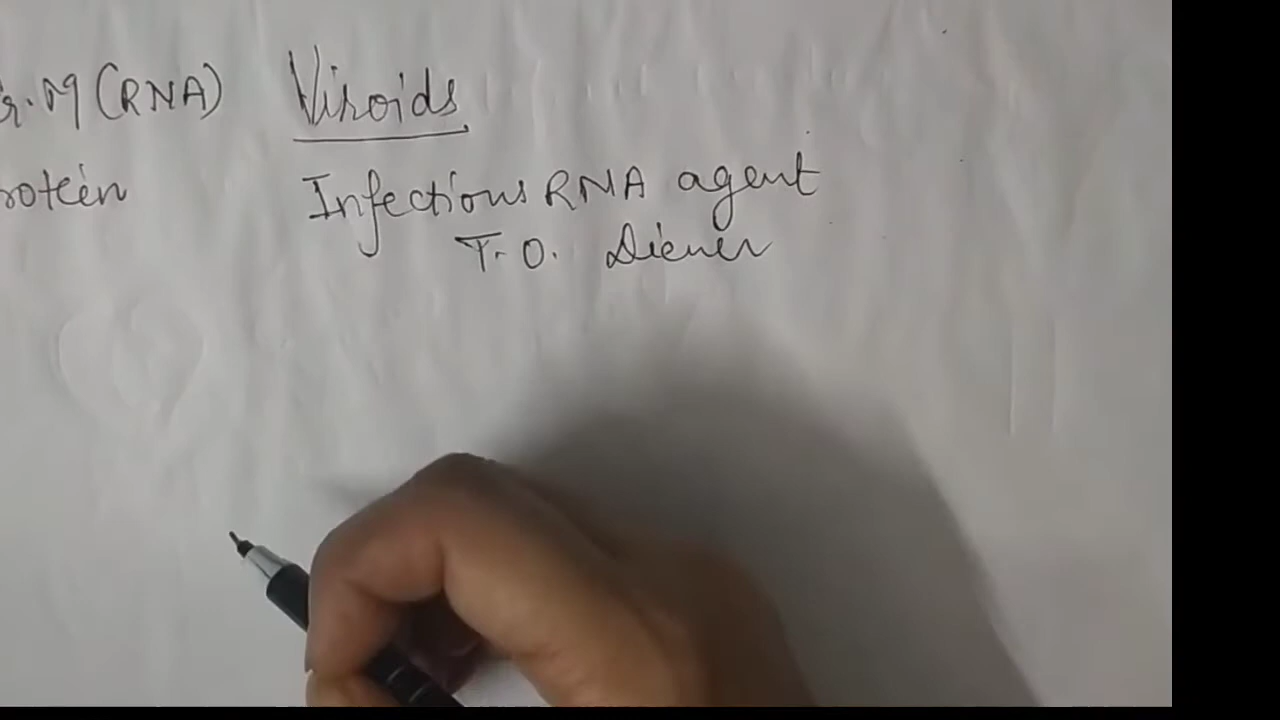 (RNA) Viroids
Infectious RNA agent
T. O. Diener